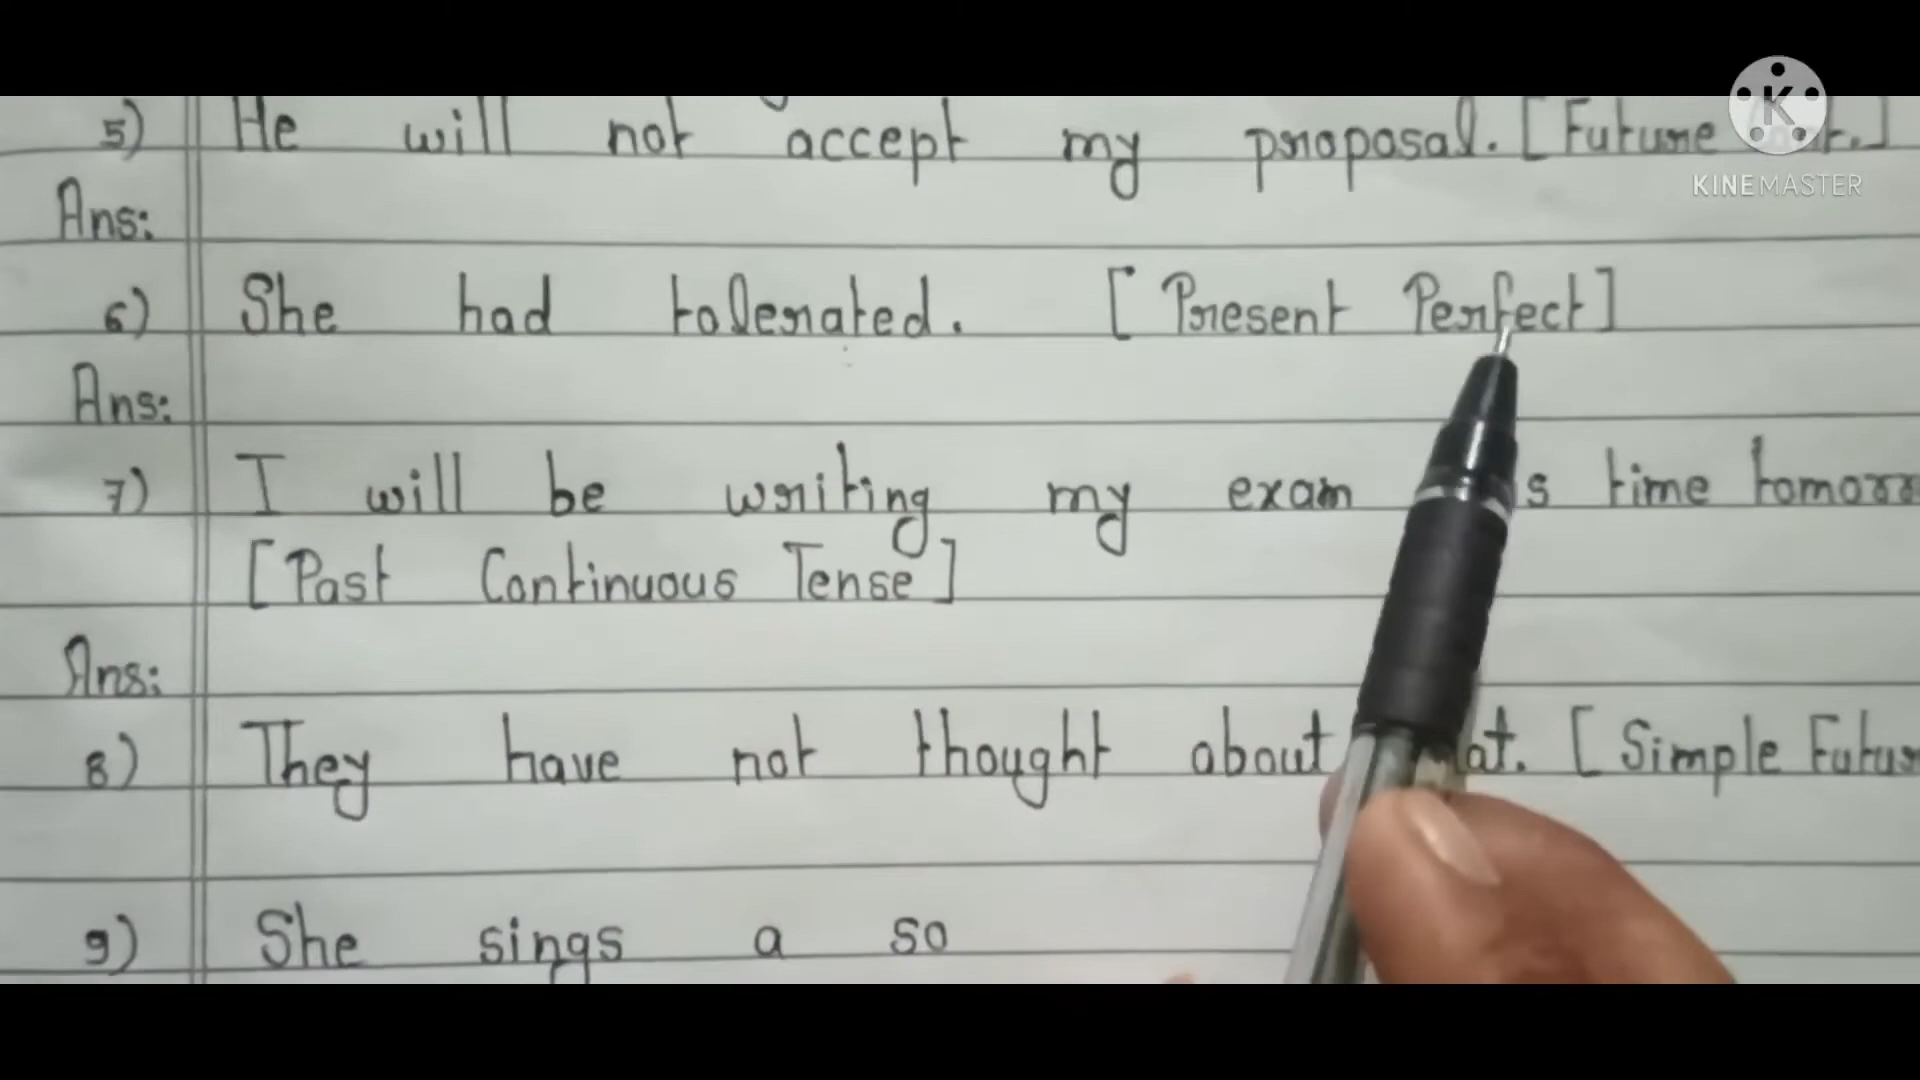 5) He will not accept my proposal. [Future
KINEMASTER
Ans:
6) She had tolerated. [Present Perfect]
Ans:
7) I will be writing my exam time
[Past Continuous Tense]
Ans:
8) They have not thought about [Simple
9) She sings a so